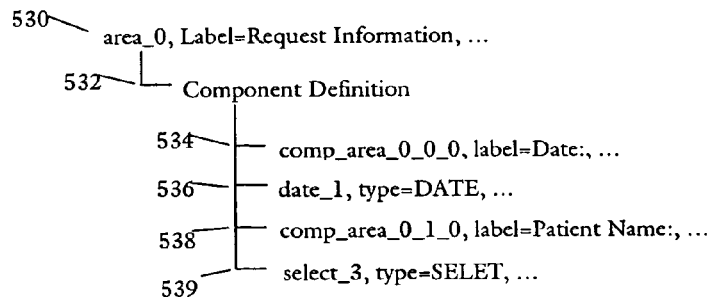 530 area_0, Label=Request Information, ...
532 Component Definition
534 comp_area_0_0_0, label=Date:, ...
536 date_1, type=DATE, ...
538 comp_area_0_1_0, label=Patient Name:, ...
539 select_3, type=SELET, ...